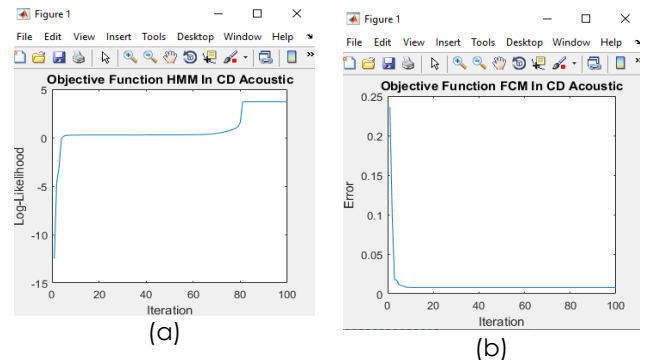 Figure 1
File Edit View Insert Tools Desktop Window Help
Objective Function HMM In CD Acoustic
5
0
-5
-10
-15
Log-Likelihood
0 20 40 60 80 100
Iteration
(a)
Figure 1
File Edit View Insert Tools Desktop Window Help
Objective Function FCM In CD Acoustic
0.25
0.2
0.15
0.1
0.05
0
Error
0 20 40 60 80 100
Iteration
(b)